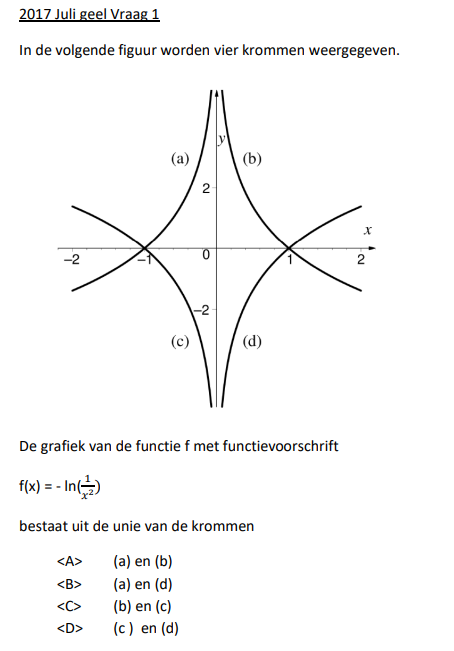 2017 Juli geel Vraag 1
In de volgende figuur worden vier krommen weergegeven.
y
(a) (b)
2
x
-2 -1 0 1 2
-2
(c) (d)
De grafiek van de functie f met functievoorschrift
f(x) = - ln(1/x²)
bestaat uit de unie van de krommen
<A> (a) en (b)
<B> (a) en (d)
<C> (b) en (c)
<D> (c ) en (d)